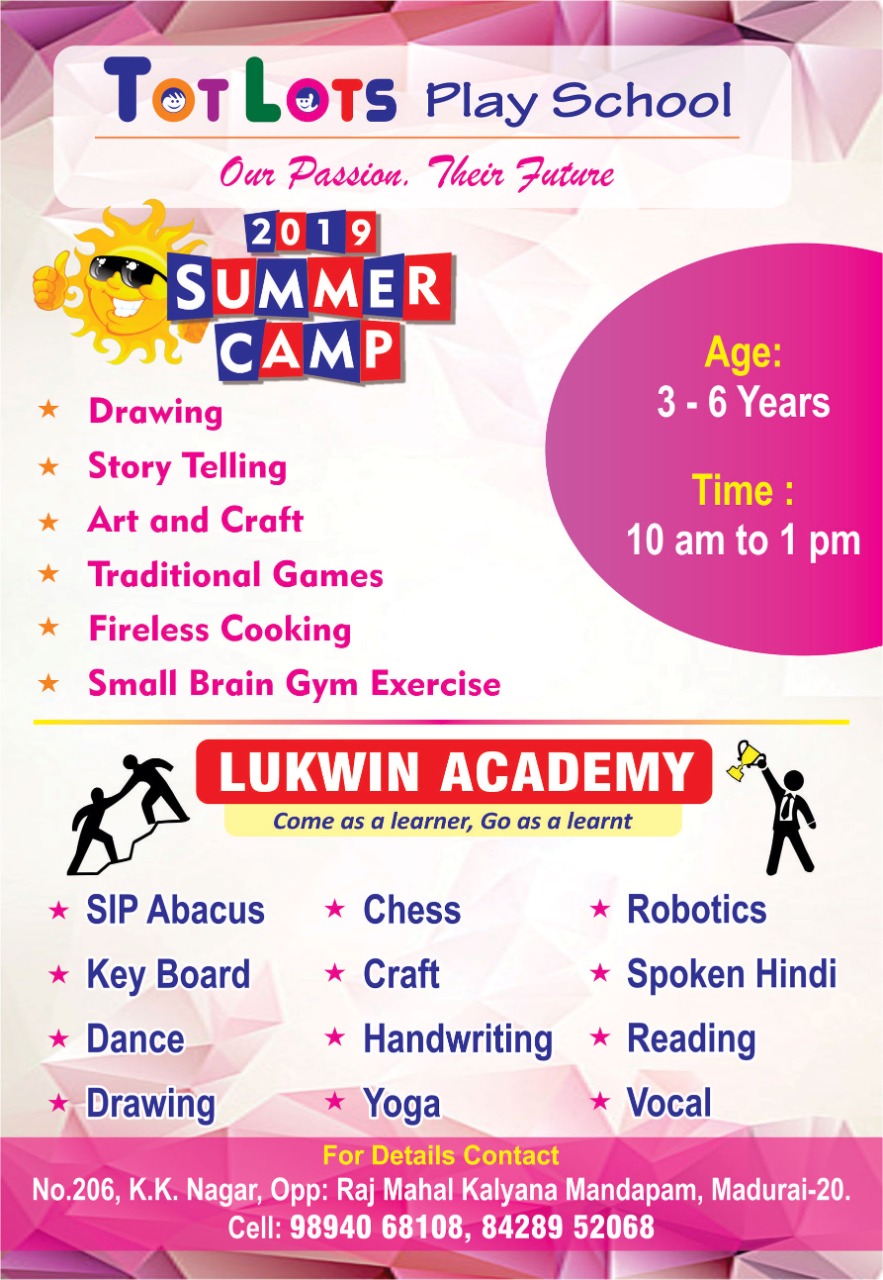 TOT LOTS Play School
Our Passion. Their Future
2019
SUMMER
CAMP
Drawing
Story Telling
Art and Craft
Traditional Games
Fireless Cooking
Small Brain Gym Exercise
Age:
3 - 6 Years
Time :
10 am to 1 pm
LUKWIN ACADEMY
Come as a learner, Go as a learnt
SIP Abacus
Key Board
Dance
Drawing
Chess
Craft
Handwriting
Yoga
Robotics
Spoken Hindi
Reading
Vocal
For Details Contact
No.206, K.K. Nagar, Opp: Raj Mahal Kalyana Mandapam, Madurai-20.
Cell: 98940 68108, 84289 52068